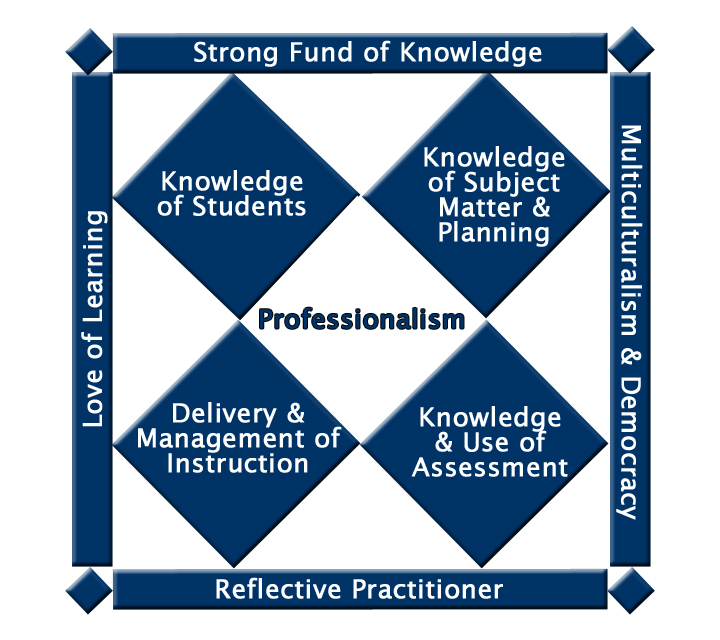 Strong Fund of Knowledge
Knowledge
of Students
Knowledge
of Subject
Matter &
Planning
Love of Learning
Multiculturalism & Democracy
Professionalism
Delivery &
Management of
Instruction
Knowledge
& Use of
Assessment
Reflective Practitioner